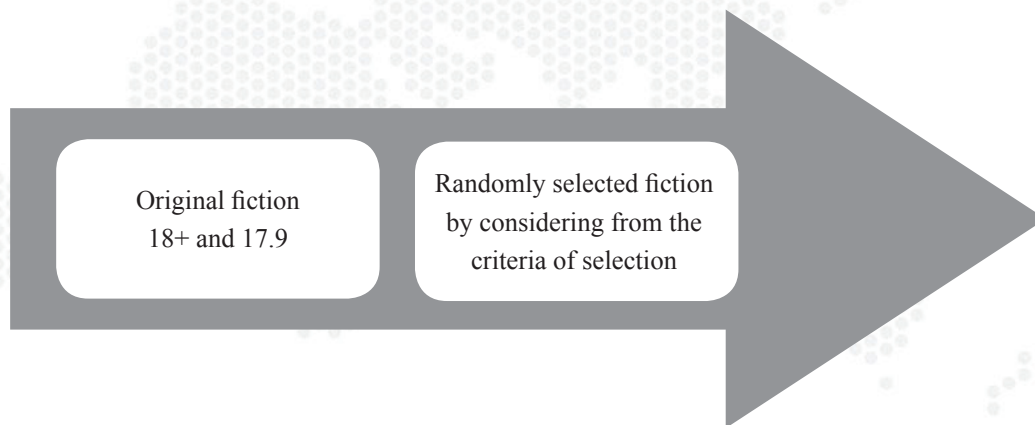 Original fiction
18+ and 17.9
Randomly selected fiction
by considering from the
criteria of selection